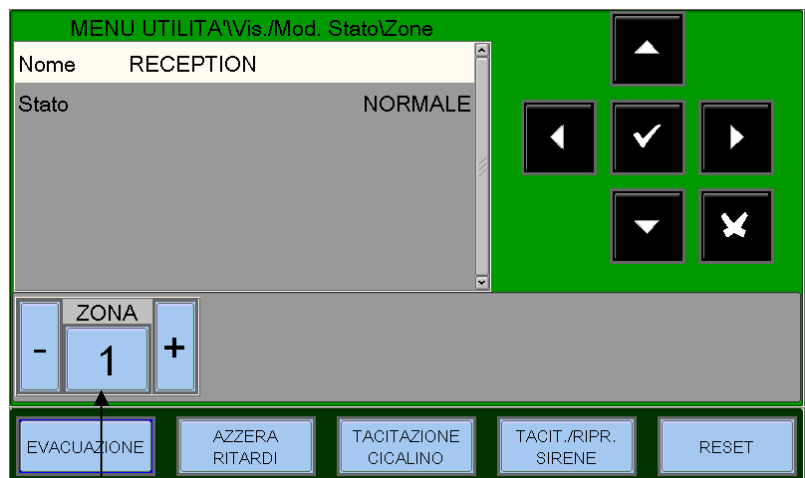 MENU UTILITA'\Vis./Mod. Stato\Zone
Nome RECEPTION
Stato NORMALE
ZONA
- 1 +
EVACUAZIONE
AZZERA
RITARDI
TACITAZIONE
CICALINO
TACIT./RIPR.
SIRENE
RESET